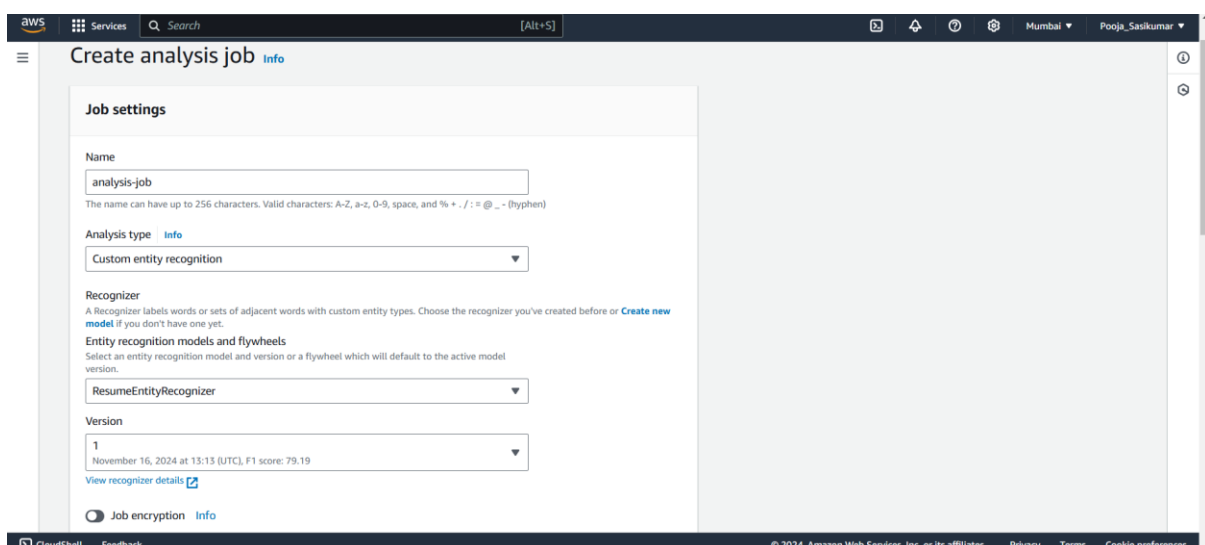 aws Services Search [Alt+S] Mumbai Pooja_Sasikumar
Create analysis job Info
Job settings
Name
analysis-job
The name can have up to 256 characters. Valid characters: A-Z, a-z, 0-9, space, and % + . / : = @ _ - (hyphen)
Analysis type Info
Custom entity recognition
Recognizer
A Recognizer labels words or sets of adjacent words with custom entity types. Choose the recognizer you've created before or Create new
model if you don't have one yet.
Entity recognition models and flywheels
Select an entity recognition model and version or a flywheel which will default to the active model
version.
ResumeEntityRecognizer
Version
1
November 16, 2024 at 13:13 (UTC), F1 score: 79.19
View recognizer details
Job encryption Info
CloudShell Feedback © 2024, Amazon Web Services, Inc. or its affiliates. Privacy Terms Cookie preferences